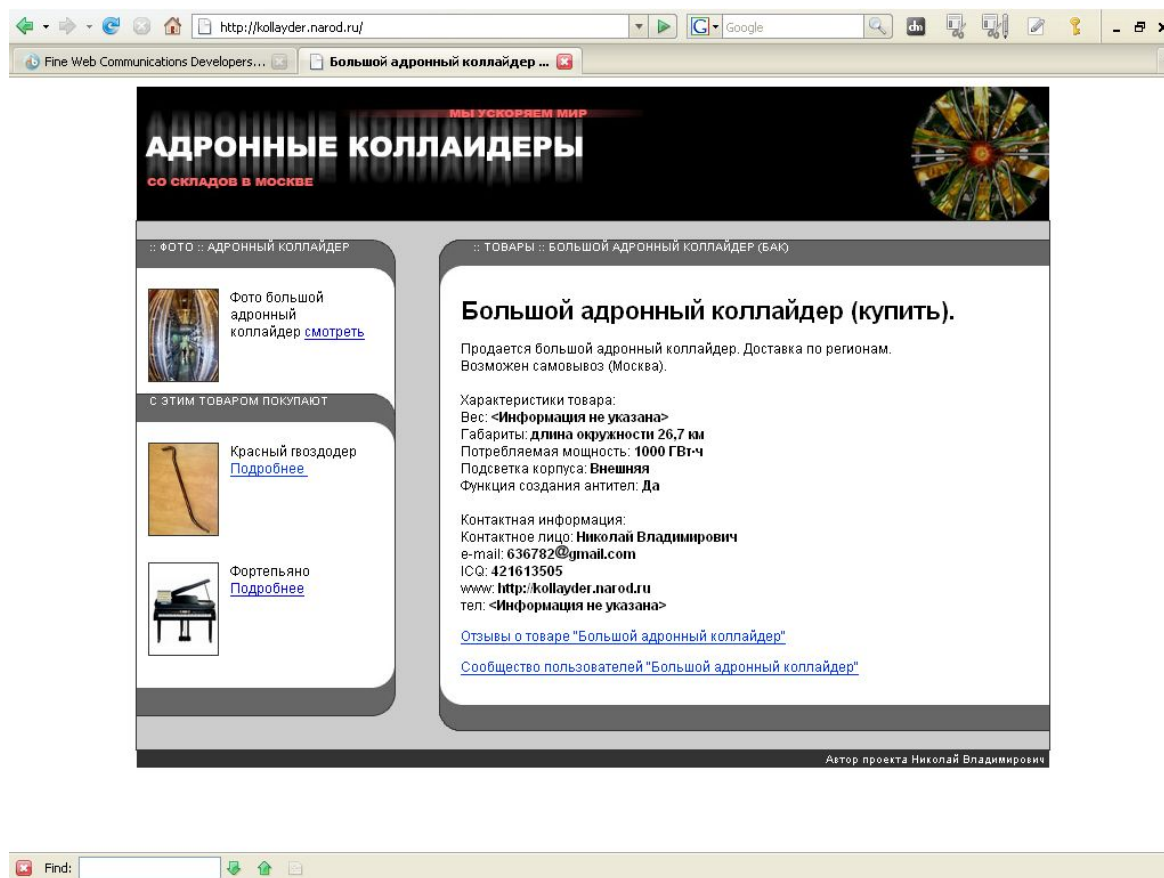 http://kollayder.narod.ru/
Google
dm
Fine Web Communications Developers...
Большой адронный коллайдер ...
МЫ УСКОРЯЕМ МИР
АДРОННЫЕ КОЛЛАЙДЕРЫ
СО СКЛАДОВ В МОСКВЕ
:: ФОТО :: АДРОННЫЙ КОЛЛАЙДЕР
Фото большой
адронный
коллайдер смотреть
С ЭТИМ ТОВАРОМ ПОКУПАЮТ
Красный гвоздодер
Подробнее
Фортепьяно
Подробнее
:: ТОВАРЫ :: БОЛЬШОЙ АДРОННЫЙ КОЛЛАЙДЕР (БАК)
Большой адронный коллайдер (купить).
Продается большой адронный коллайдер. Доставка по регионам.
Возможен самовывоз (Москва).
Характеристики товара:
Вес: <Информация не указана>
Габариты: длина окружности 26,7 км
Потребляемая мощность: 1000 ГВт·ч
Подсветка корпуса: Внешняя
Функция создания антител: Да
Контактная информация:
Контактное лицо: Николай Владимирович
e-mail: 636782@gmail.com
ICQ: 421613505
www: http://kollayder.narod.ru
тел: <Информация не указана>
Отзывы о товаре "Большой адронный коллайдер"
Сообщество пользователей "Большой адронный коллайдер"
Автор проекта Николай Владимирович
Find: